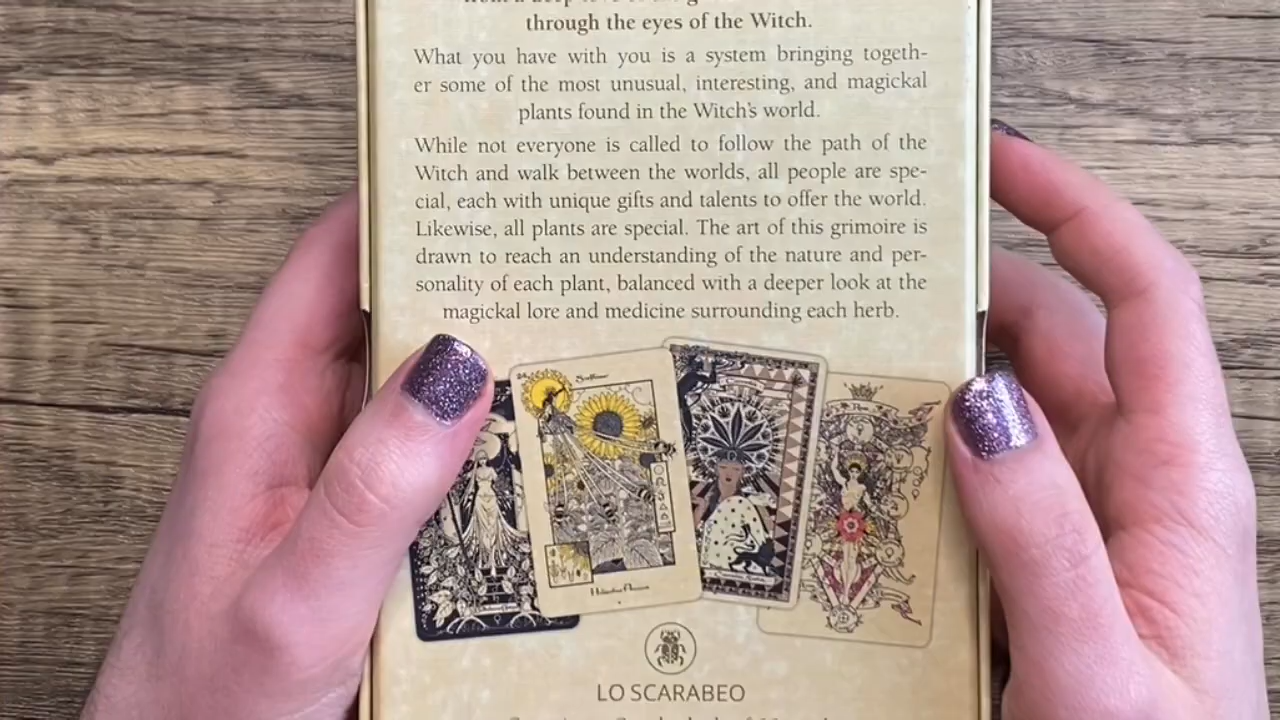 through the eyes of the Witch.
What you have with you is a system bringing togeth-
er some of the most unusual, interesting, and magickal
plants found in the Witch's world.
While not everyone is called to follow the path of the
Witch and walk between the worlds, all people are spe-
cial, each with unique gifts and talents to offer the world.
Likewise, all plants are special. The art of this grimoire is
drawn to reach an understanding of the nature and per-
sonality of each plant, balanced with a deeper look at the
magickal lore and medicine surrounding each herb.
24
Sunflower
Helianthus Annuus
LO SCARABEO